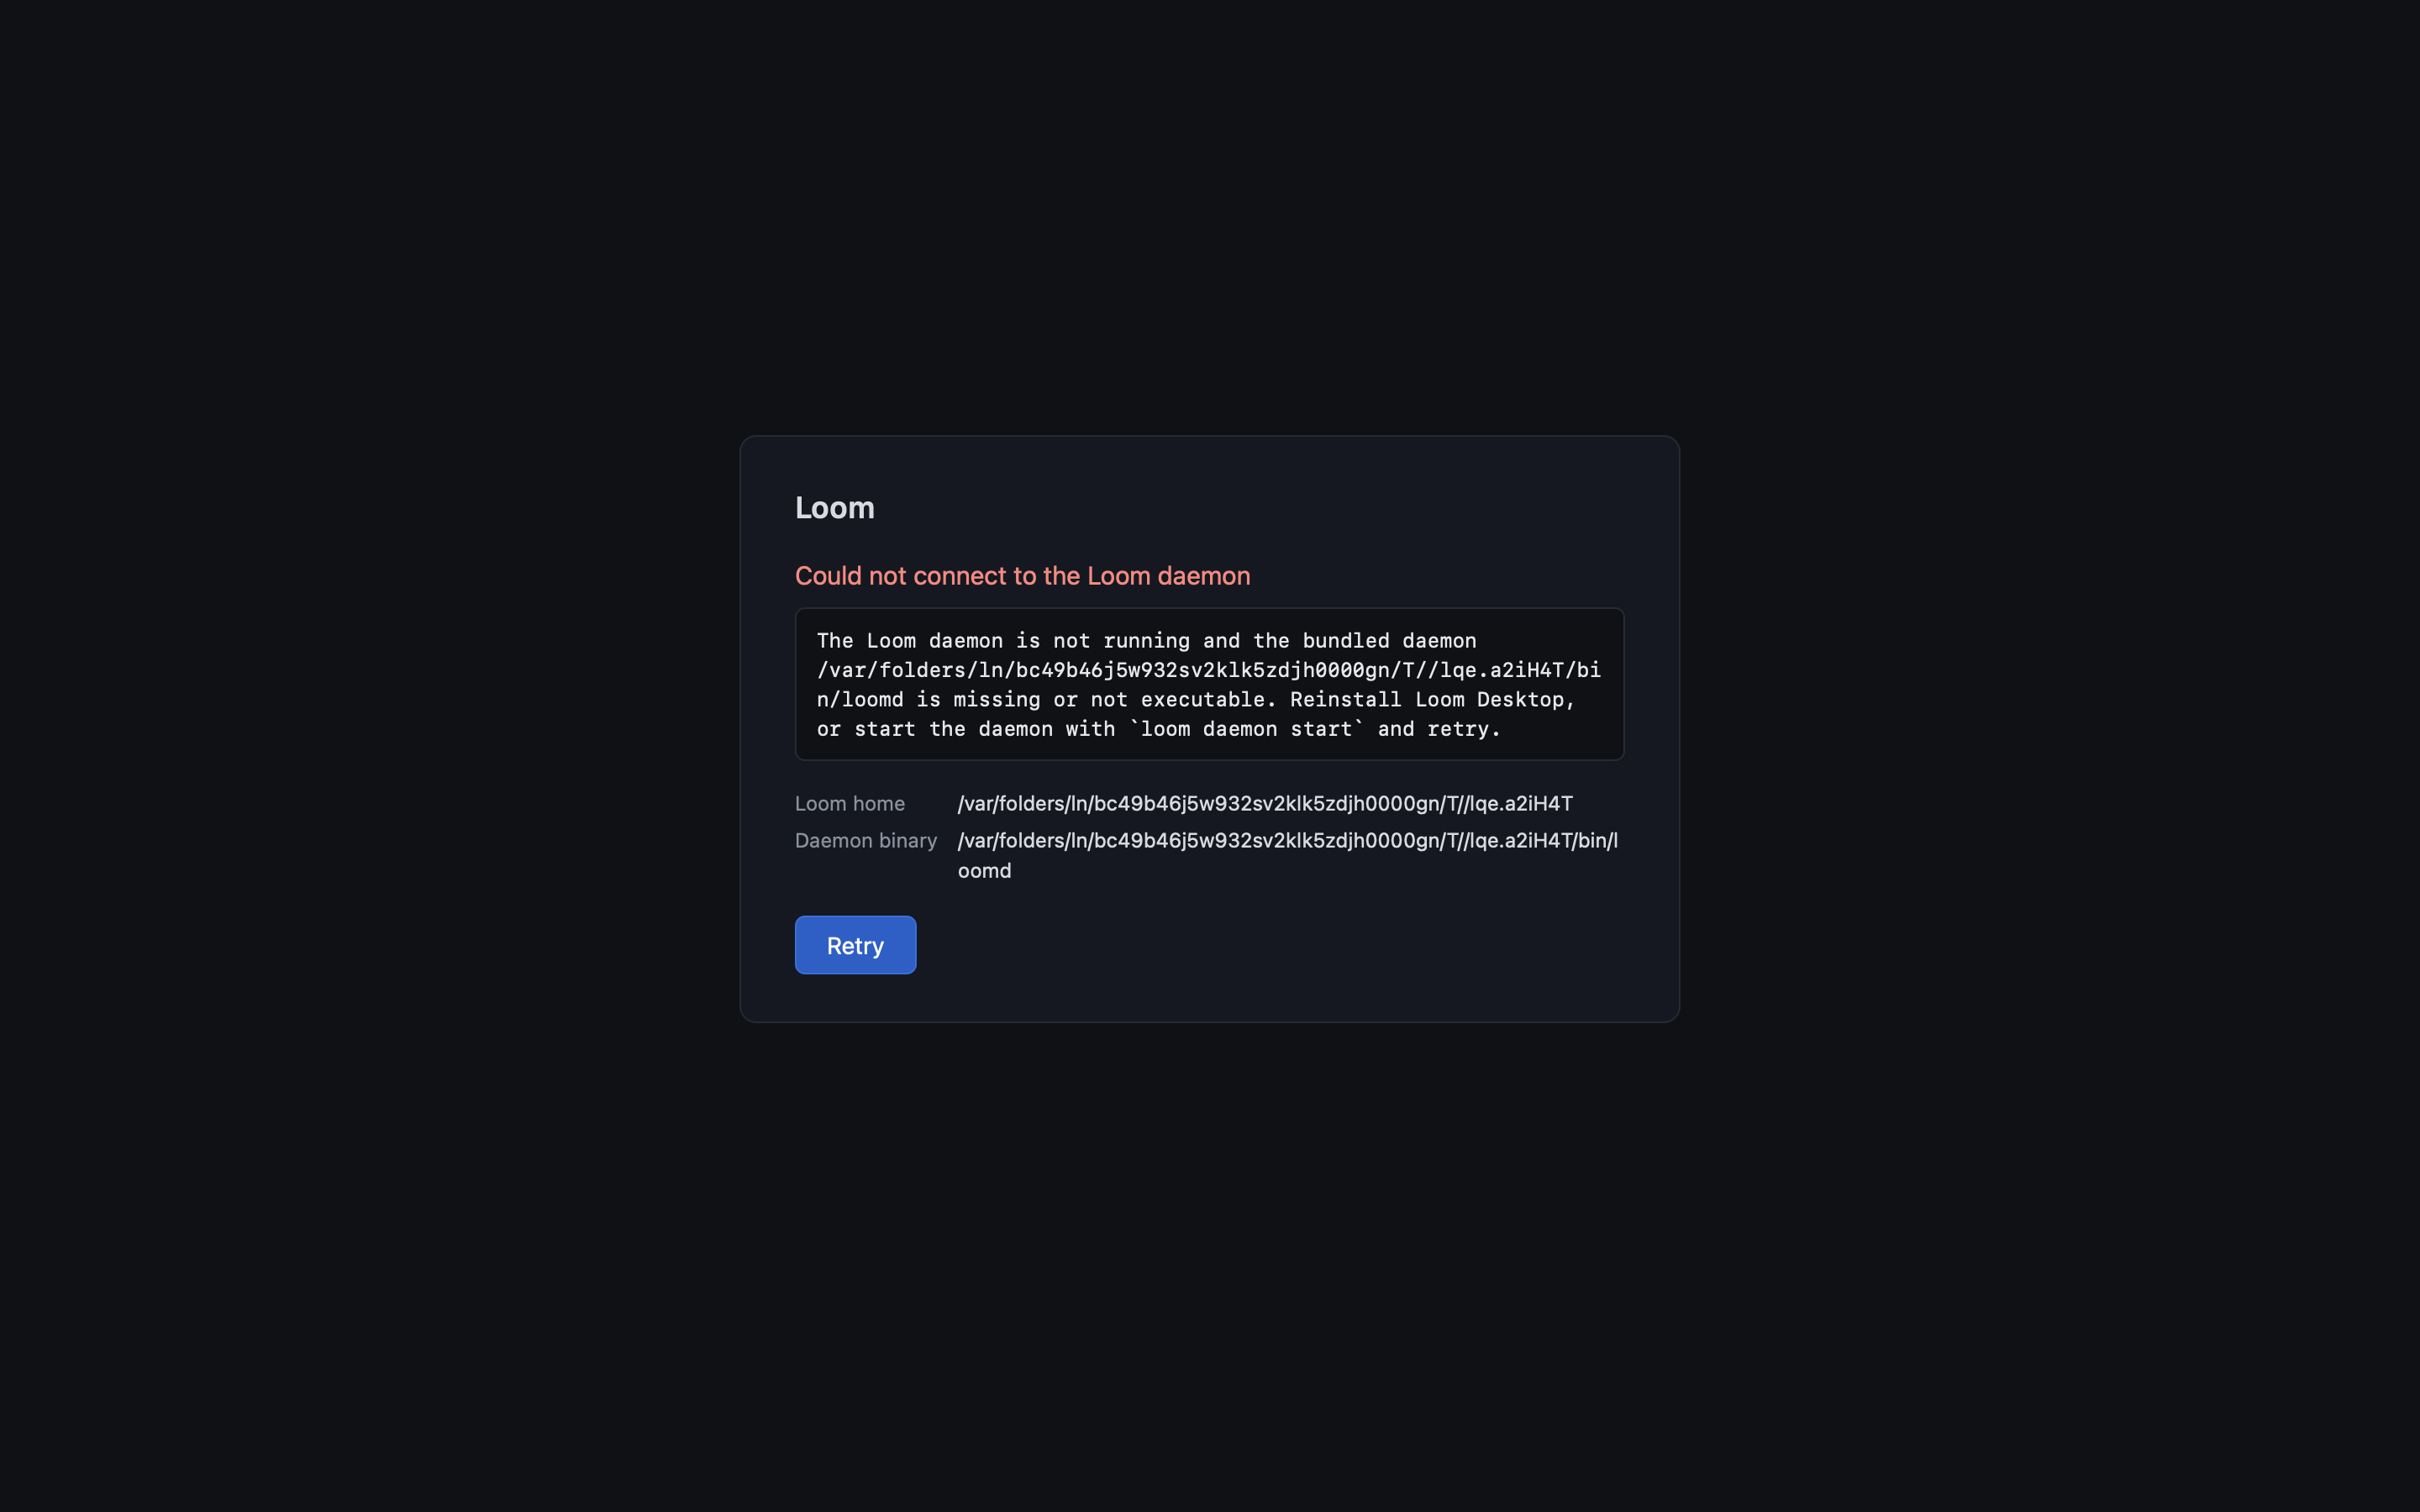 Loom
Could not connect to the Loom daemon
The Loom daemon is not running and the bundled daemon
/var/folders/ln/bc49b46j5w932sv2klk5zdjh0000gn/T//lqe.a2iH4T/bi
n/loomd is missing or not executable. Reinstall Loom Desktop,
or start the daemon with `loom daemon start` and retry.
Loom home /var/folders/ln/bc49b46j5w932sv2klk5zdjh0000gn/T//lqe.a2iH4T
Daemon binary /var/folders/ln/bc49b46j5w932sv2klk5zdjh0000gn/T//lqe.a2iH4T/bin/l
oomd
Retry